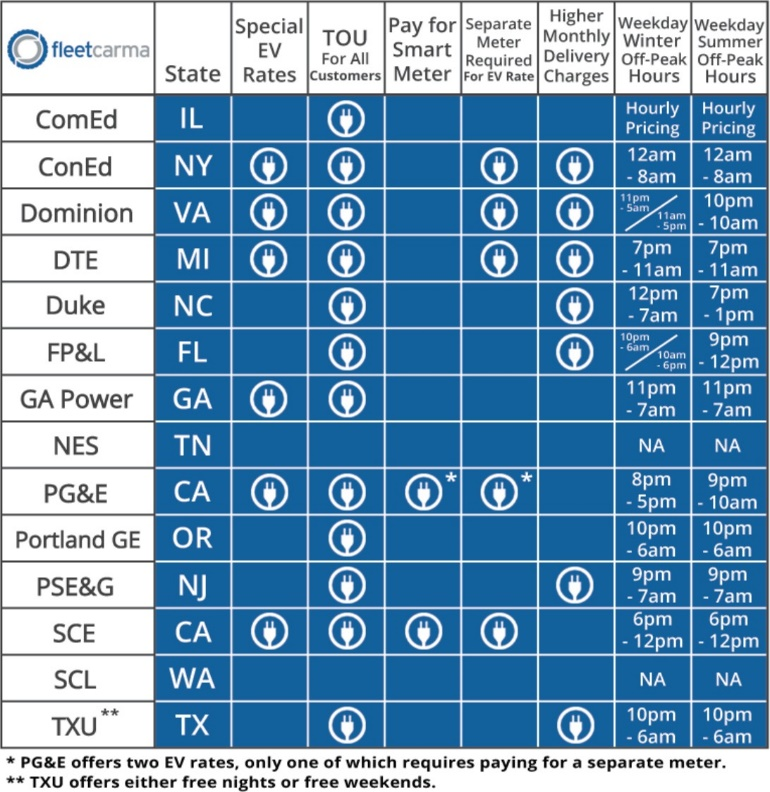 fleetcarma
State
Special
EV
Rates
TOU
For All
Customers
Pay for
Smart
Meter
Separate
Meter
Required
For EV Rate
Higher
Monthly
Delivery
Charges
Weekday
Winter
Off-Peak
Hours
Weekday
Summer
Off-Peak
Hours
ComEd
IL
Hourly
Pricing
Hourly
Pricing
ConEd
NY
12am
- 8am
12am
- 8am
Dominion
VA
11pm
- 5am
11am
- 5pm
10pm
- 10am
DTE
MI
7pm
- 11am
7pm
- 11am
Duke
NC
12pm
- 7am
7pm
- 1pm
FP&L
FL
10pm
- 6am
10am
- 6pm
9pm
- 12pm
GA Power
GA
11pm
- 7am
11pm
- 7am
NES
TN
NA
NA
PG&E
CA
*
*
8pm
- 5pm
9pm
- 10am
Portland GE
OR
10pm
- 6am
10pm
- 6am
PSE&G
NJ
9pm
- 7am
9pm
- 7am
SCE
CA
6pm
- 12pm
6pm
- 12pm
SCL
WA
NA
NA
TXU **
TX
10pm
- 6am
10pm
- 6am
* PG&E offers two EV rates, only one of which requires paying for a separate meter.
** TXU offers either free nights or free weekends.